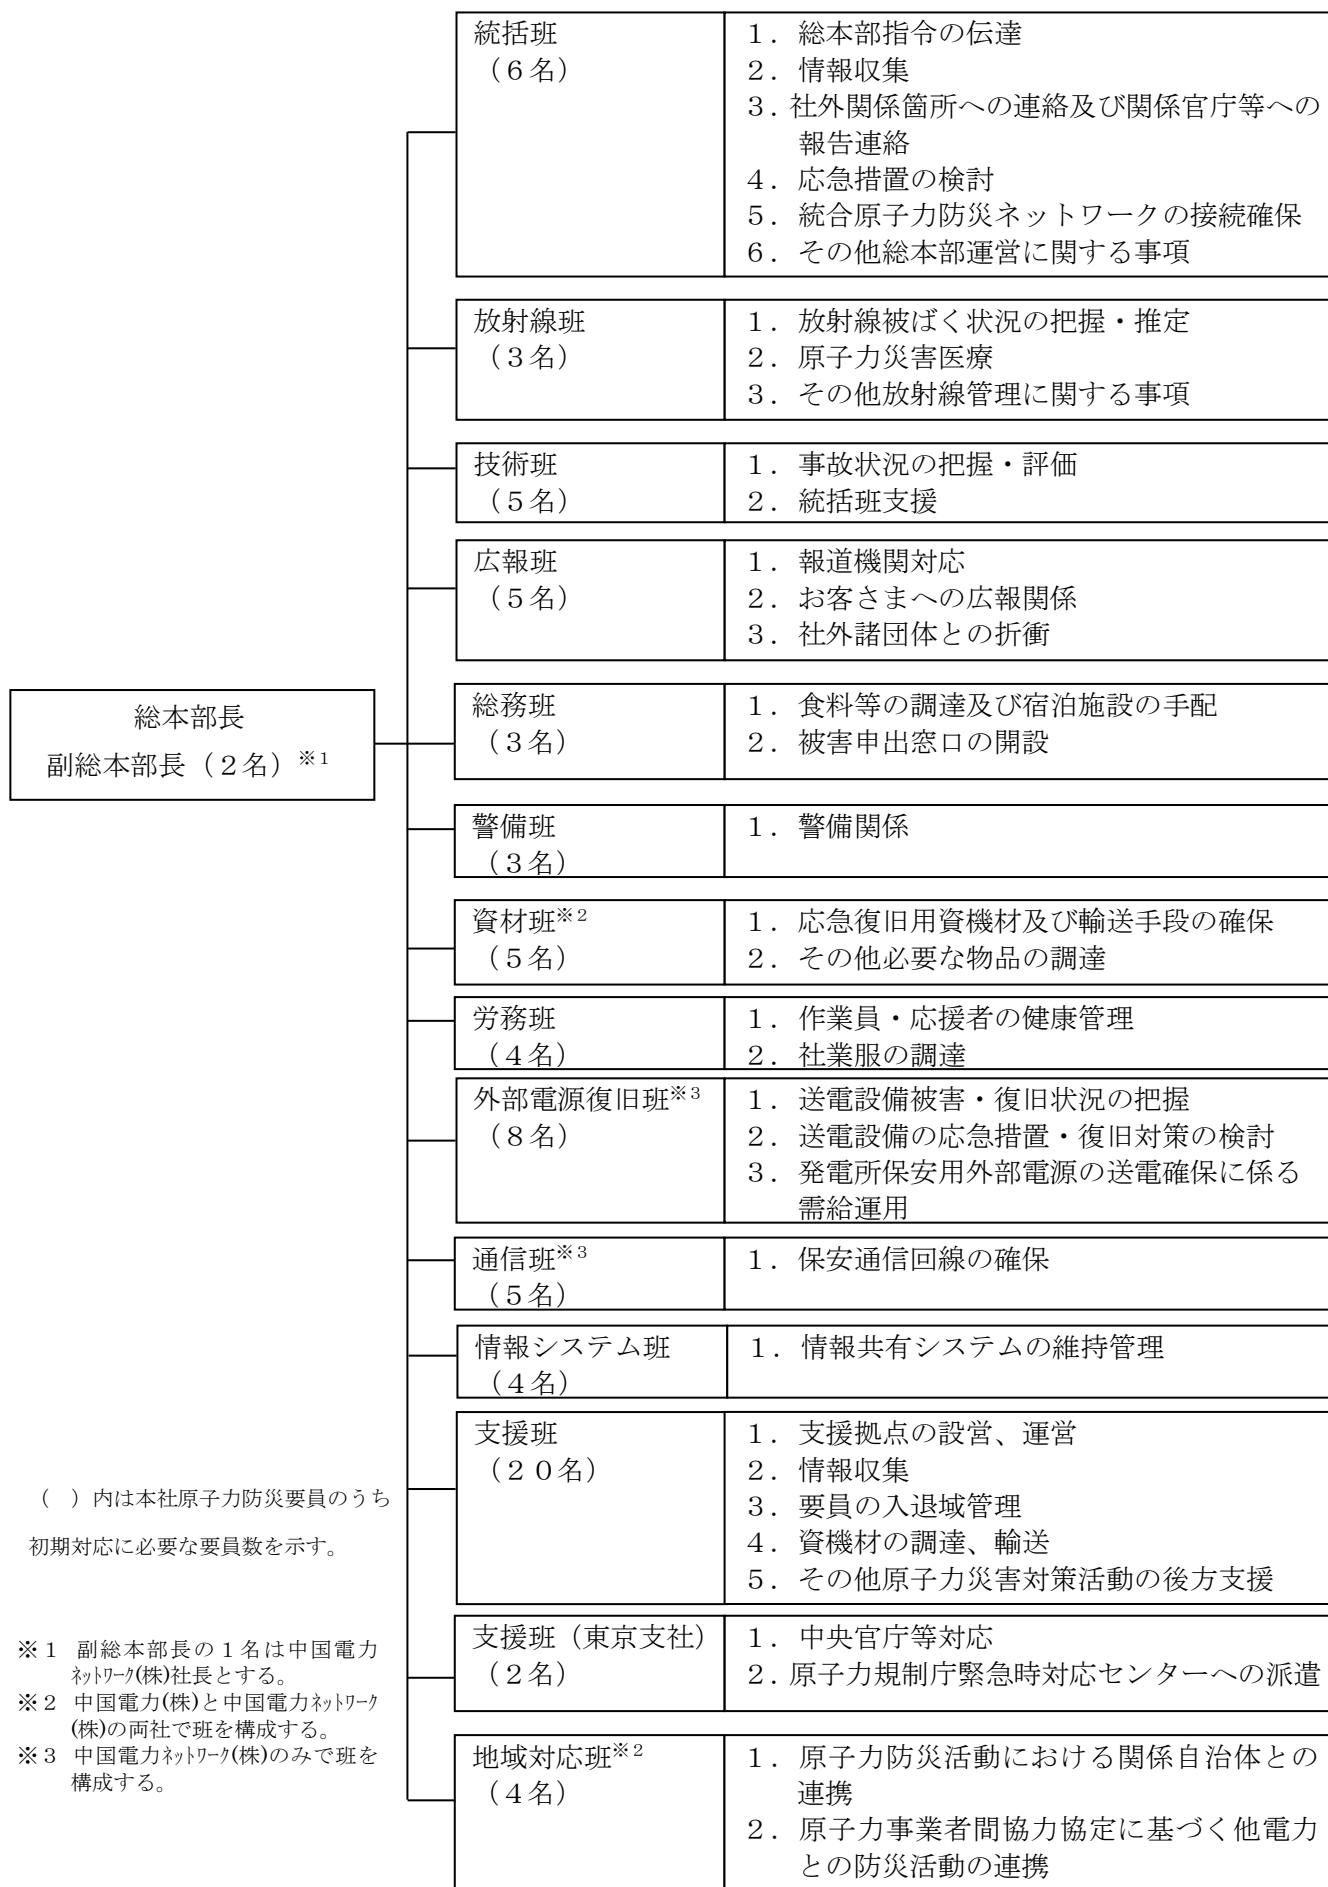 統括班
（６名）
１．総本部指令の伝達
２．情報収集
３．社外関係箇所への連絡及び関係官庁等への
報告連絡
４．応急措置の検討
５．統合原子力防災ネットワークの接続確保
６．その他総本部運営に関する事項
放射線班
（３名）
１．放射線被ばく状況の把握・推定
２．原子力災害医療
３．その他放射線管理に関する事項
技術班
（５名）
１．事故状況の把握・評価
２．統括班支援
広報班
（５名）
１．報道機関対応
２．お客さまへの広報関係
３．社外諸団体との折衝
総本部長
副総本部長（２名）※１
総務班
（３名）
１．食料等の調達及び宿泊施設の手配
２．被害申出窓口の開設
警備班
（３名）
１．警備関係
資材班※２
（５名）
１．応急復旧用資機材及び輸送手段の確保
２．その他必要な物品の調達
労務班
（４名）
１．作業員・応援者の健康管理
２．社業服の調達
外部電源復旧班※３
（８名）
１．送電設備被害・復旧状況の把握
２．送電設備の応急措置・復旧対策の検討
３．発電所保安用外部電源の送電確保に係る
需給運用
通信班※３
（５名）
１．保安通信回線の確保
情報システム班
（４名）
１．情報共有システムの維持管理
支援班
（２０名）
１．支援拠点の設営、運営
２．情報収集
３．要員の入退域管理
４．資機材の調達、輸送
５．その他原子力災害対策活動の後方支援
支援班（東京支社）
（２名）
１．中央官庁等対応
２．原子力規制庁緊急時対応センターへの派遣
地域対応班※２
（４名）
１．原子力防災活動における関係自治体との
連携
２．原子力事業者間協力協定に基づく他電力
との防災活動の連携
（　）内は本社原子力防災要員のうち
初期対応に必要な要員数を示す。
※１　副総本部長の１名は中国電力
ﾈｯﾄﾜｰｸ(株)社長とする。
※２　中国電力(株)と中国電力ﾈｯﾄﾜｰｸ
(株)の両社で班を構成する。
※３　中国電力ﾈｯﾄﾜｰｸ(株)のみで班を
構成する。